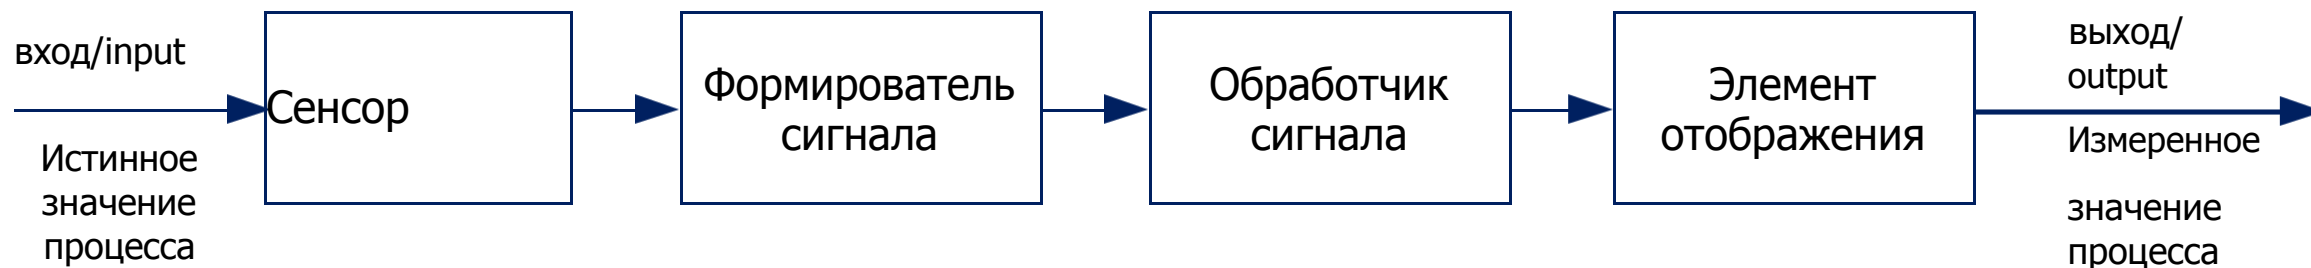 вход/input
Истинное
значение
процесса
Сенсор
Формирователь
сигнала
Обработчик
сигнала
Элемент
отображения
выход/
output
Измеренное
значение
процесса